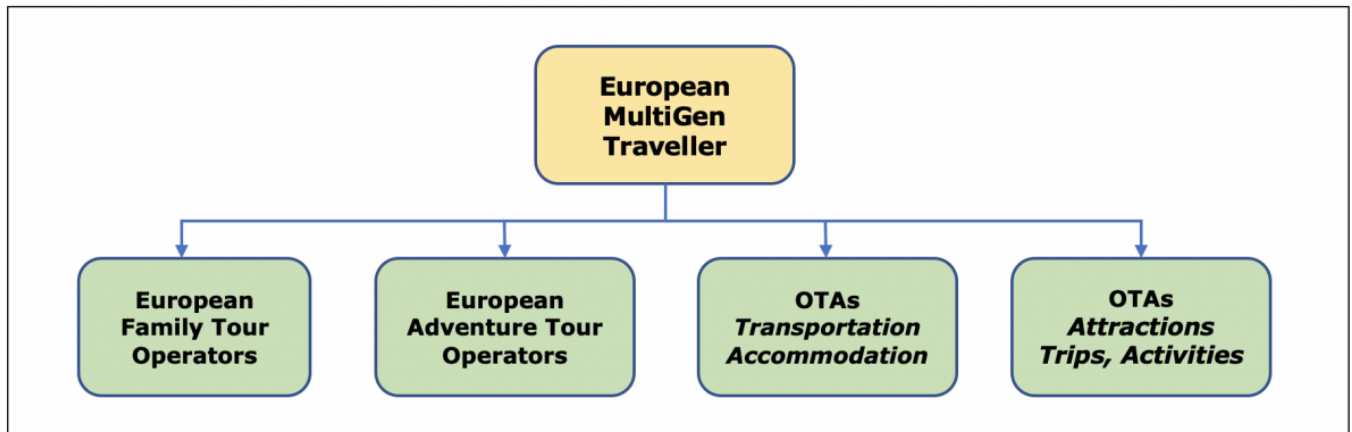 European
MultiGen
Traveller
European
Family Tour
Operators
European
Adventure Tour
Operators
OTAs
Transportation
Accommodation
OTAs
Attractions
Trips, Activities